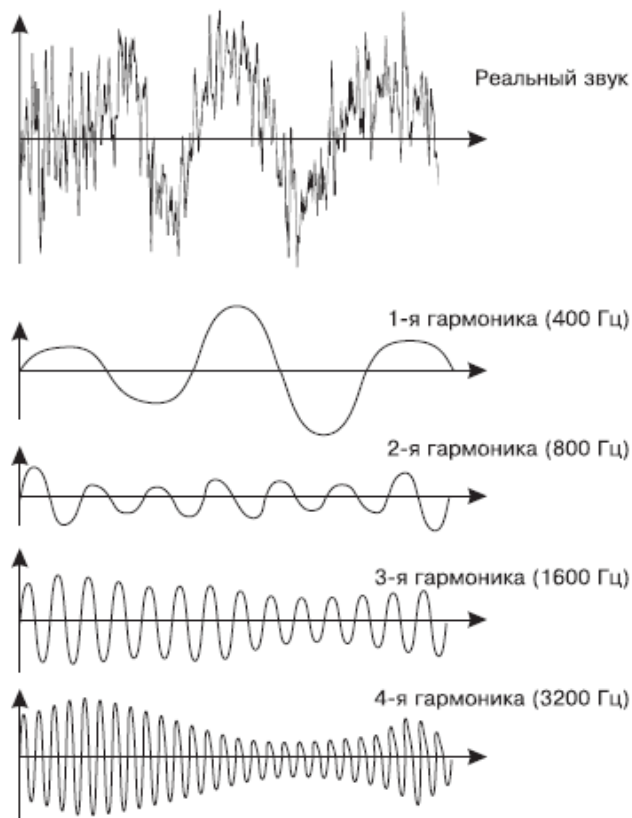 Реальный звук
1-я гармоника (400 Гц)
2-я гармоника (800 Гц)
3-я гармоника (1600 Гц)
4-я гармоника (3200 Гц)